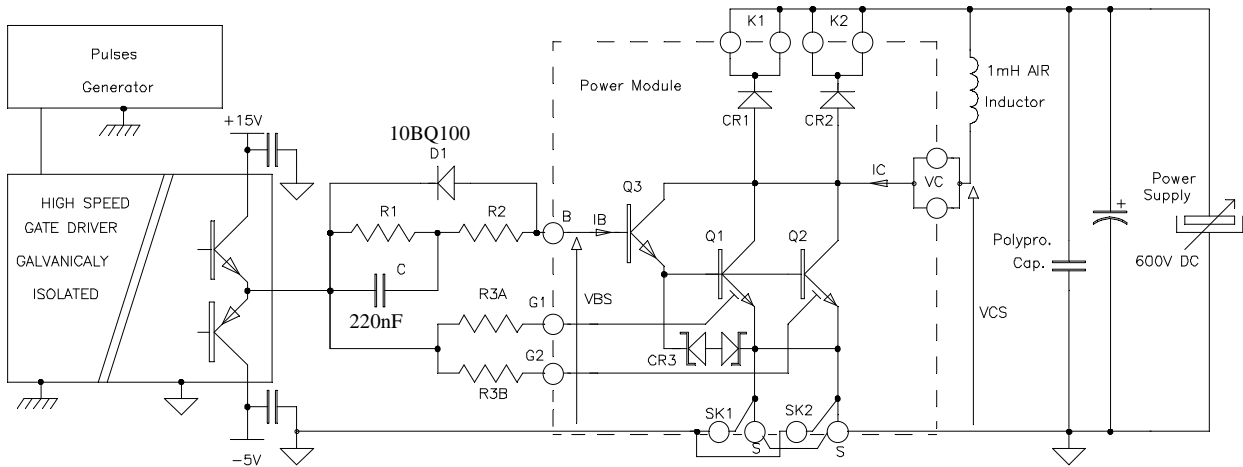 Pulses
Generator
+15V
HIGH SPEED
GATE DRIVER
GALVANICALY
ISOLATED
-5V
10BQ100
D1
R1
R2
C
220nF
R3A
R3B
B
IB
G1
G2
VBS
Power Module
K1
K2
CR1
CR2
Q3
Q1
Q2
CR3
IC
VC
SK1
SK2
S
S
1mH AIR
Inductor
VCS
Polypro.
Cap.
+
Power
Supply
600V DC